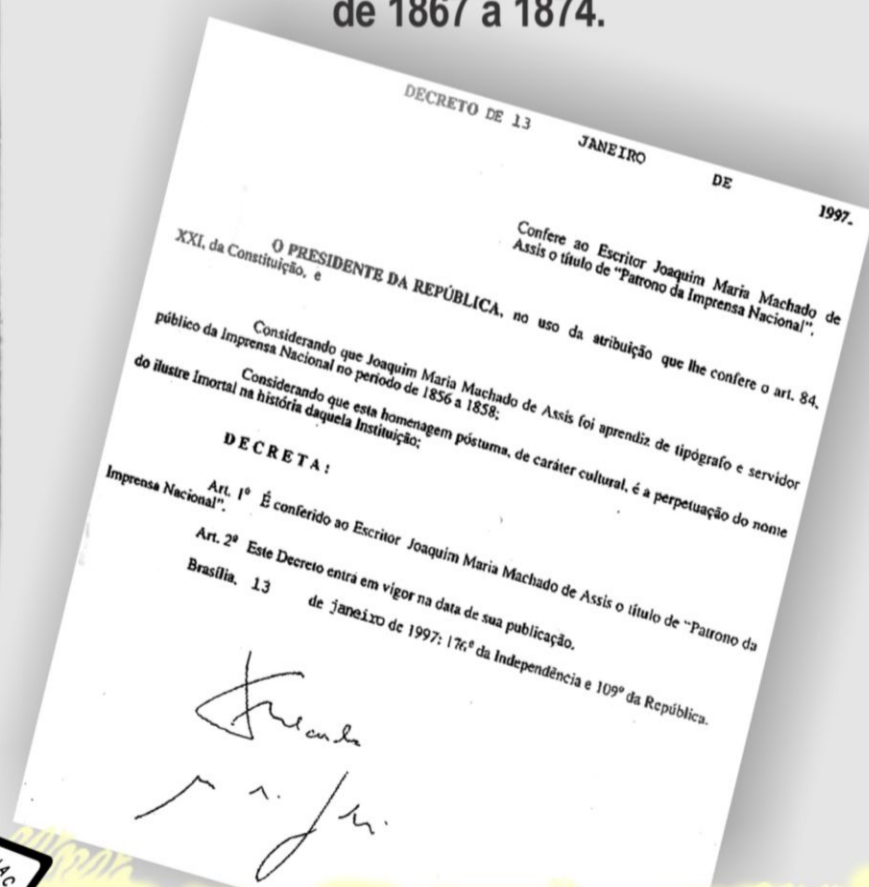 de 1867 a 1874.
DECRETO DE 13 JANEIRO DE 1997.
Confere ao Escritor Joaquim Maria Machado de
Assis o título de "Patrono da Imprensa Nacional".
O PRESIDENTE DA REPÚBLICA, no uso da atribuição que lhe confere o art. 84,
XXI, da Constituição, e
Considerando que Joaquim Maria Machado de Assis foi aprendiz de tipógrafo e servidor
público da Imprensa Nacional no período de 1856 a 1858;
Considerando que esta homenagem póstuma, de caráter cultural, é a perpetuação do nome
do ilustre Imortal na história daquela Instituição;
DECRETA:
Art. 1º É conferido ao Escritor Joaquim Maria Machado de Assis o título de "Patrono da
Imprensa Nacional".
Art. 2º Este Decreto entra em vigor na data de sua publicação.
Brasília, 13 de janeiro de 1997; 176º da Independência e 109º da República.